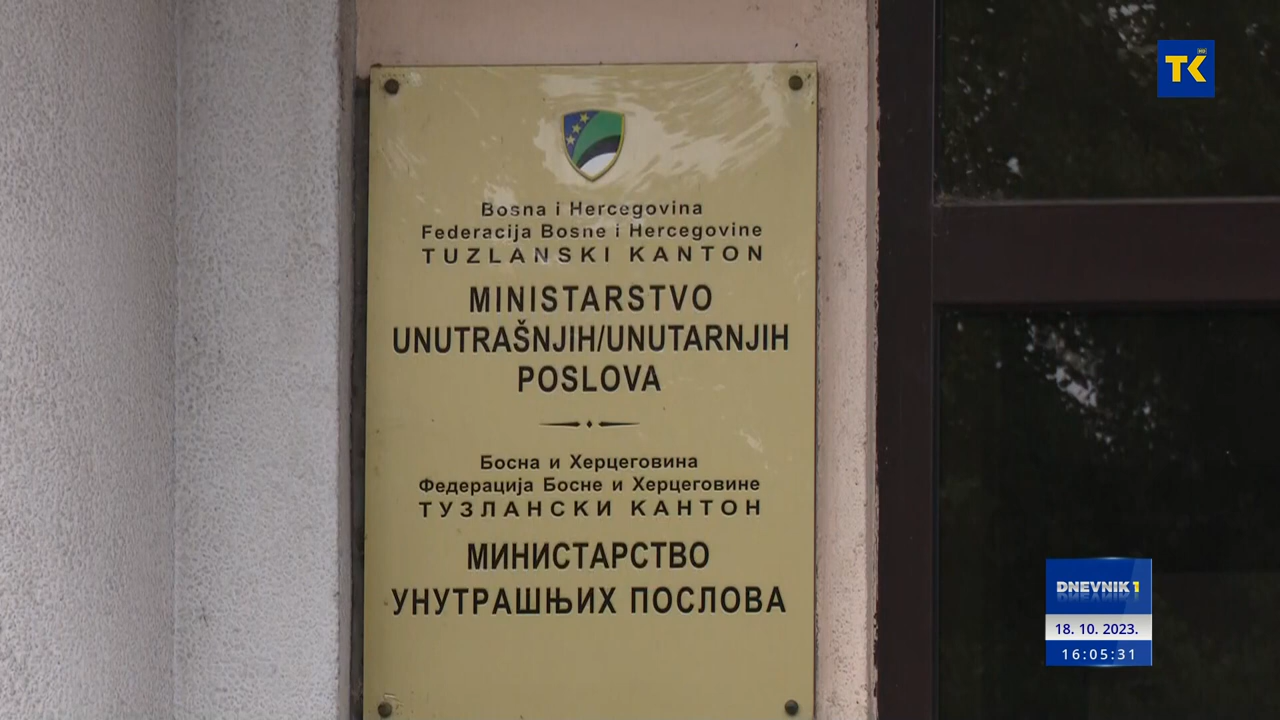 TK
HD
Bosna i Hercegovina
Federacija Bosne i Hercegovine
TUZLANSKI KANTON
MINISTARSTVO
UNUTRAŠNJIH/UNUTARNJIH
POSLOVA
Босна и Херцеговина
Федерација Босне и Херцеговине
ТУЗЛАНСКИ КАНТОН
МИНИСТАРСТВО
УНУТРАШЊИХ ПОСЛОВА
DNEVNIK 1
18. 10. 2023.
16:05:31